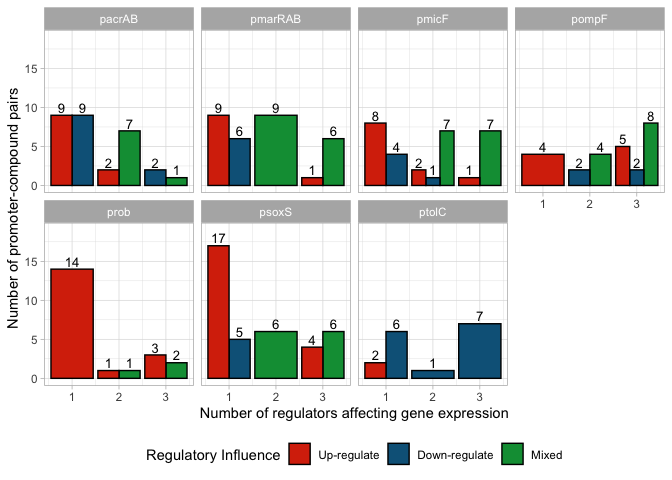 pacrAB pmarRAB pmicF pompF
Number of promoter-compound pairs
15
10
5
0
9 9 2 7 2 1
9 6 9 1 6
8 4 2 1 7 1 7
4 2 4 5 2 8
1 2 3
prob psoxS ptolC
15
10
5
0
14 1 1 3 2
17 5 6 4 6
2 6 1 7
1 2 3 1 2 3 1 2 3
Number of regulators affecting gene expression
Regulatory Influence Up-regulate Down-regulate Mixed